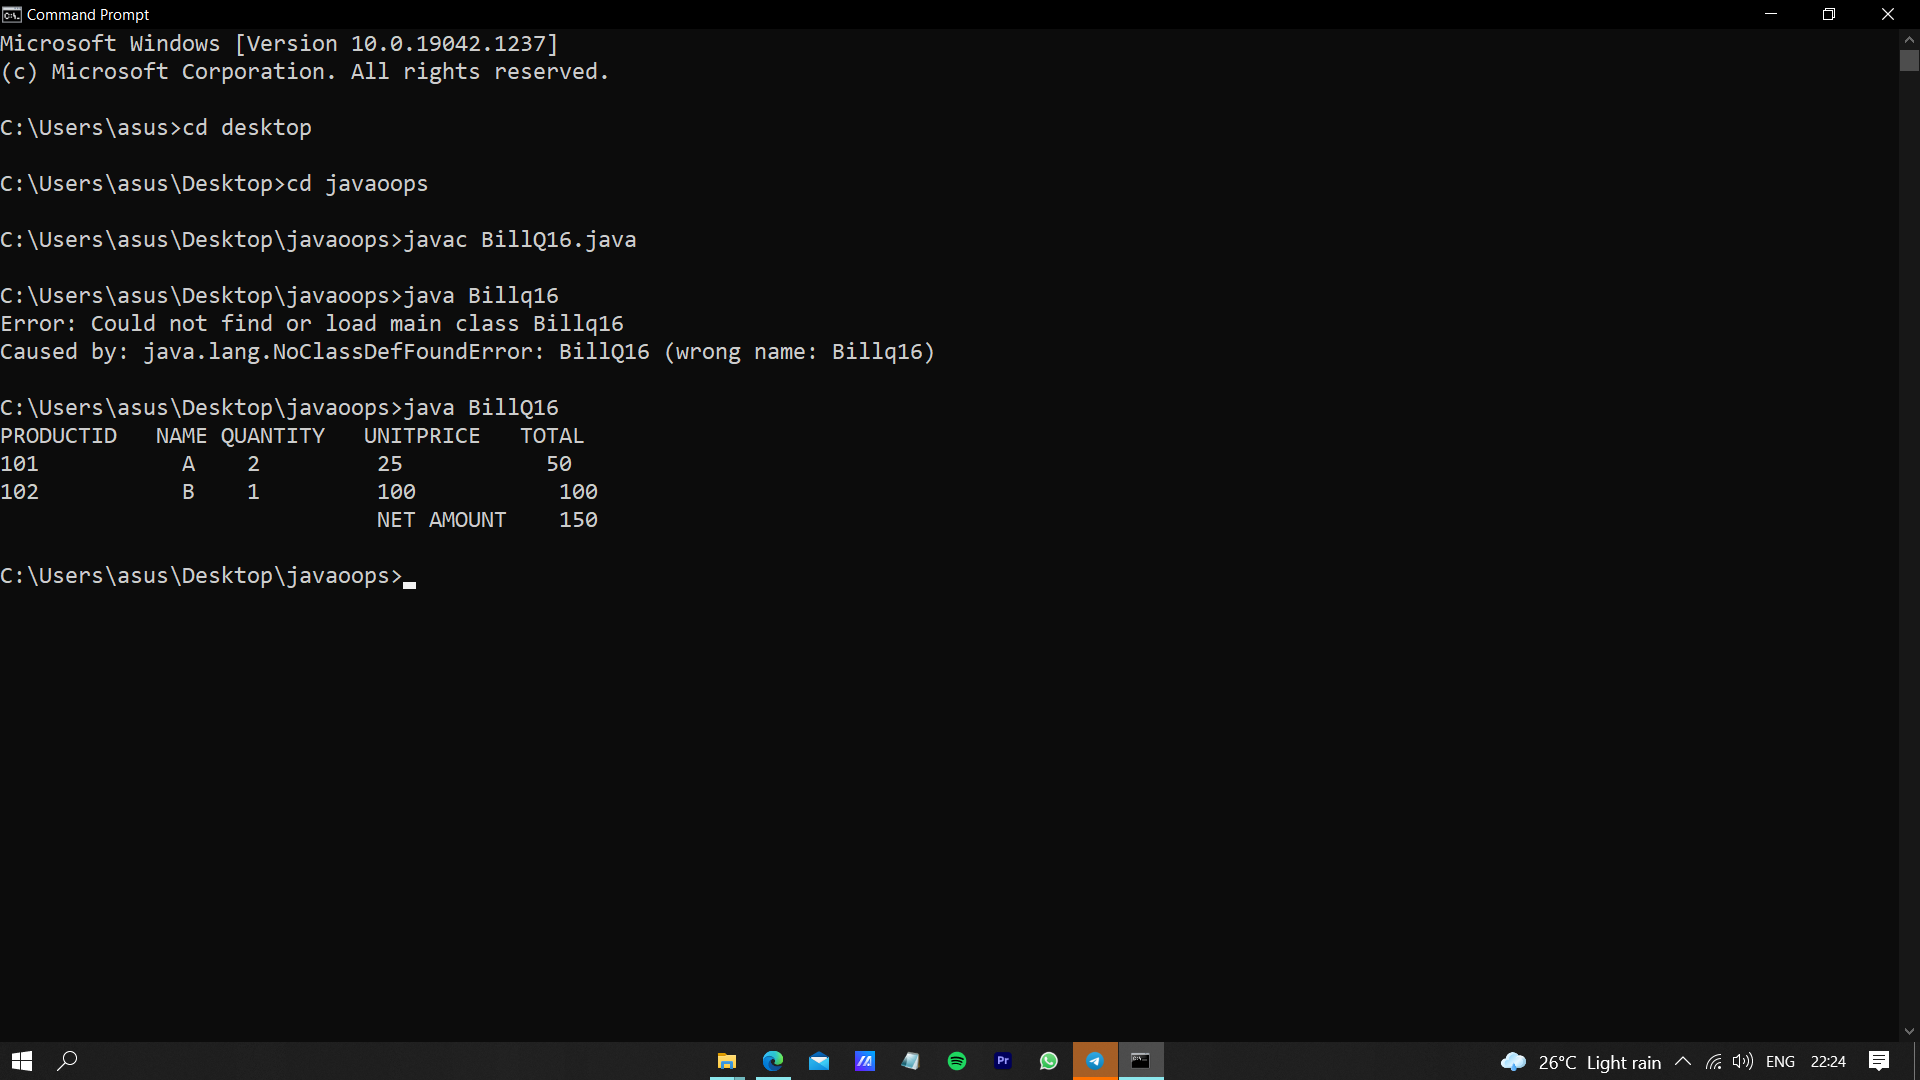 Command Prompt
Microsoft Windows [Version 10.0.19042.1237]
(c) Microsoft Corporation. All rights reserved.
C:\Users\asus>cd desktop
C:\Users\asus\Desktop>cd javaoops
C:\Users\asus\Desktop\javaoops>javac BillQ16.java
C:\Users\asus\Desktop\javaoops>java Billq16
Error: Could not find or load main class Billq16
Caused by: java.lang.NoClassDefFoundError: BillQ16 (wrong name: Billq16)
C:\Users\asus\Desktop\javaoops>java BillQ16
PRODUCTID   NAME QUANTITY   UNITPRICE   TOTAL
101           A    2         25           50
102           B    1         100           100
                             NET AMOUNT    150
C:\Users\asus\Desktop\javaoops>
Pr 26°C Light rain ENG 22:24